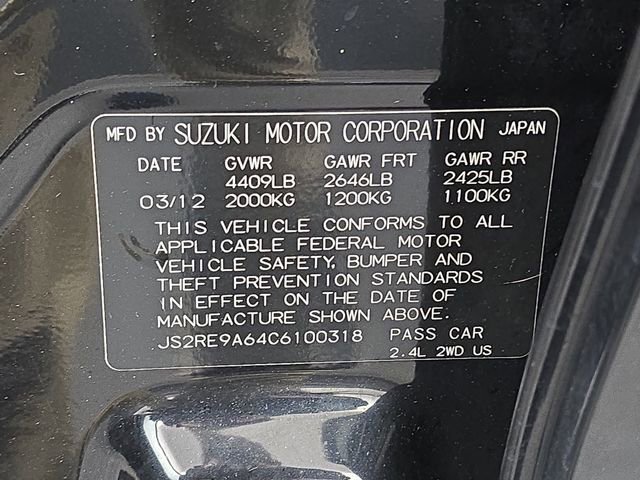 MFD BY SUZUKI MOTOR CORPORATION JAPAN
DATE GVWR GAWR FRT GAWR RR
4409LB 2646LB 2425LB
03/12 2000KG 1200KG 1100KG
THIS VEHICLE CONFORMS TO ALL
APPLICABLE FEDERAL MOTOR
VEHICLE SAFETY, BUMPER AND
THEFT PREVENTION STANDARDS
IN EFFECT ON THE DATE OF
MANUFACTURE SHOWN ABOVE.
JS2RE9A64C6100318 PASS CAR
2.4L 2WD US